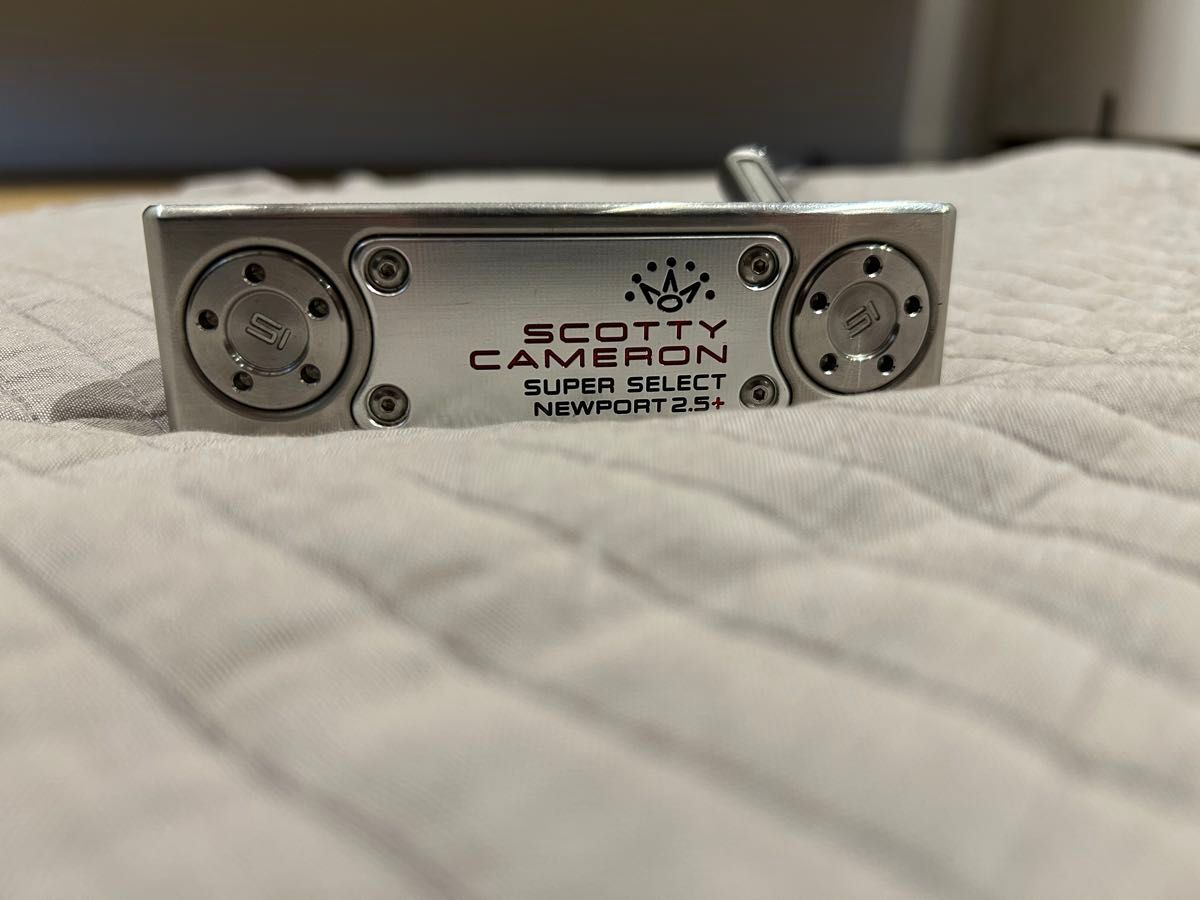 SCOTTY
CAMERON
SUPER SELECT
NEWPORT 2.5+